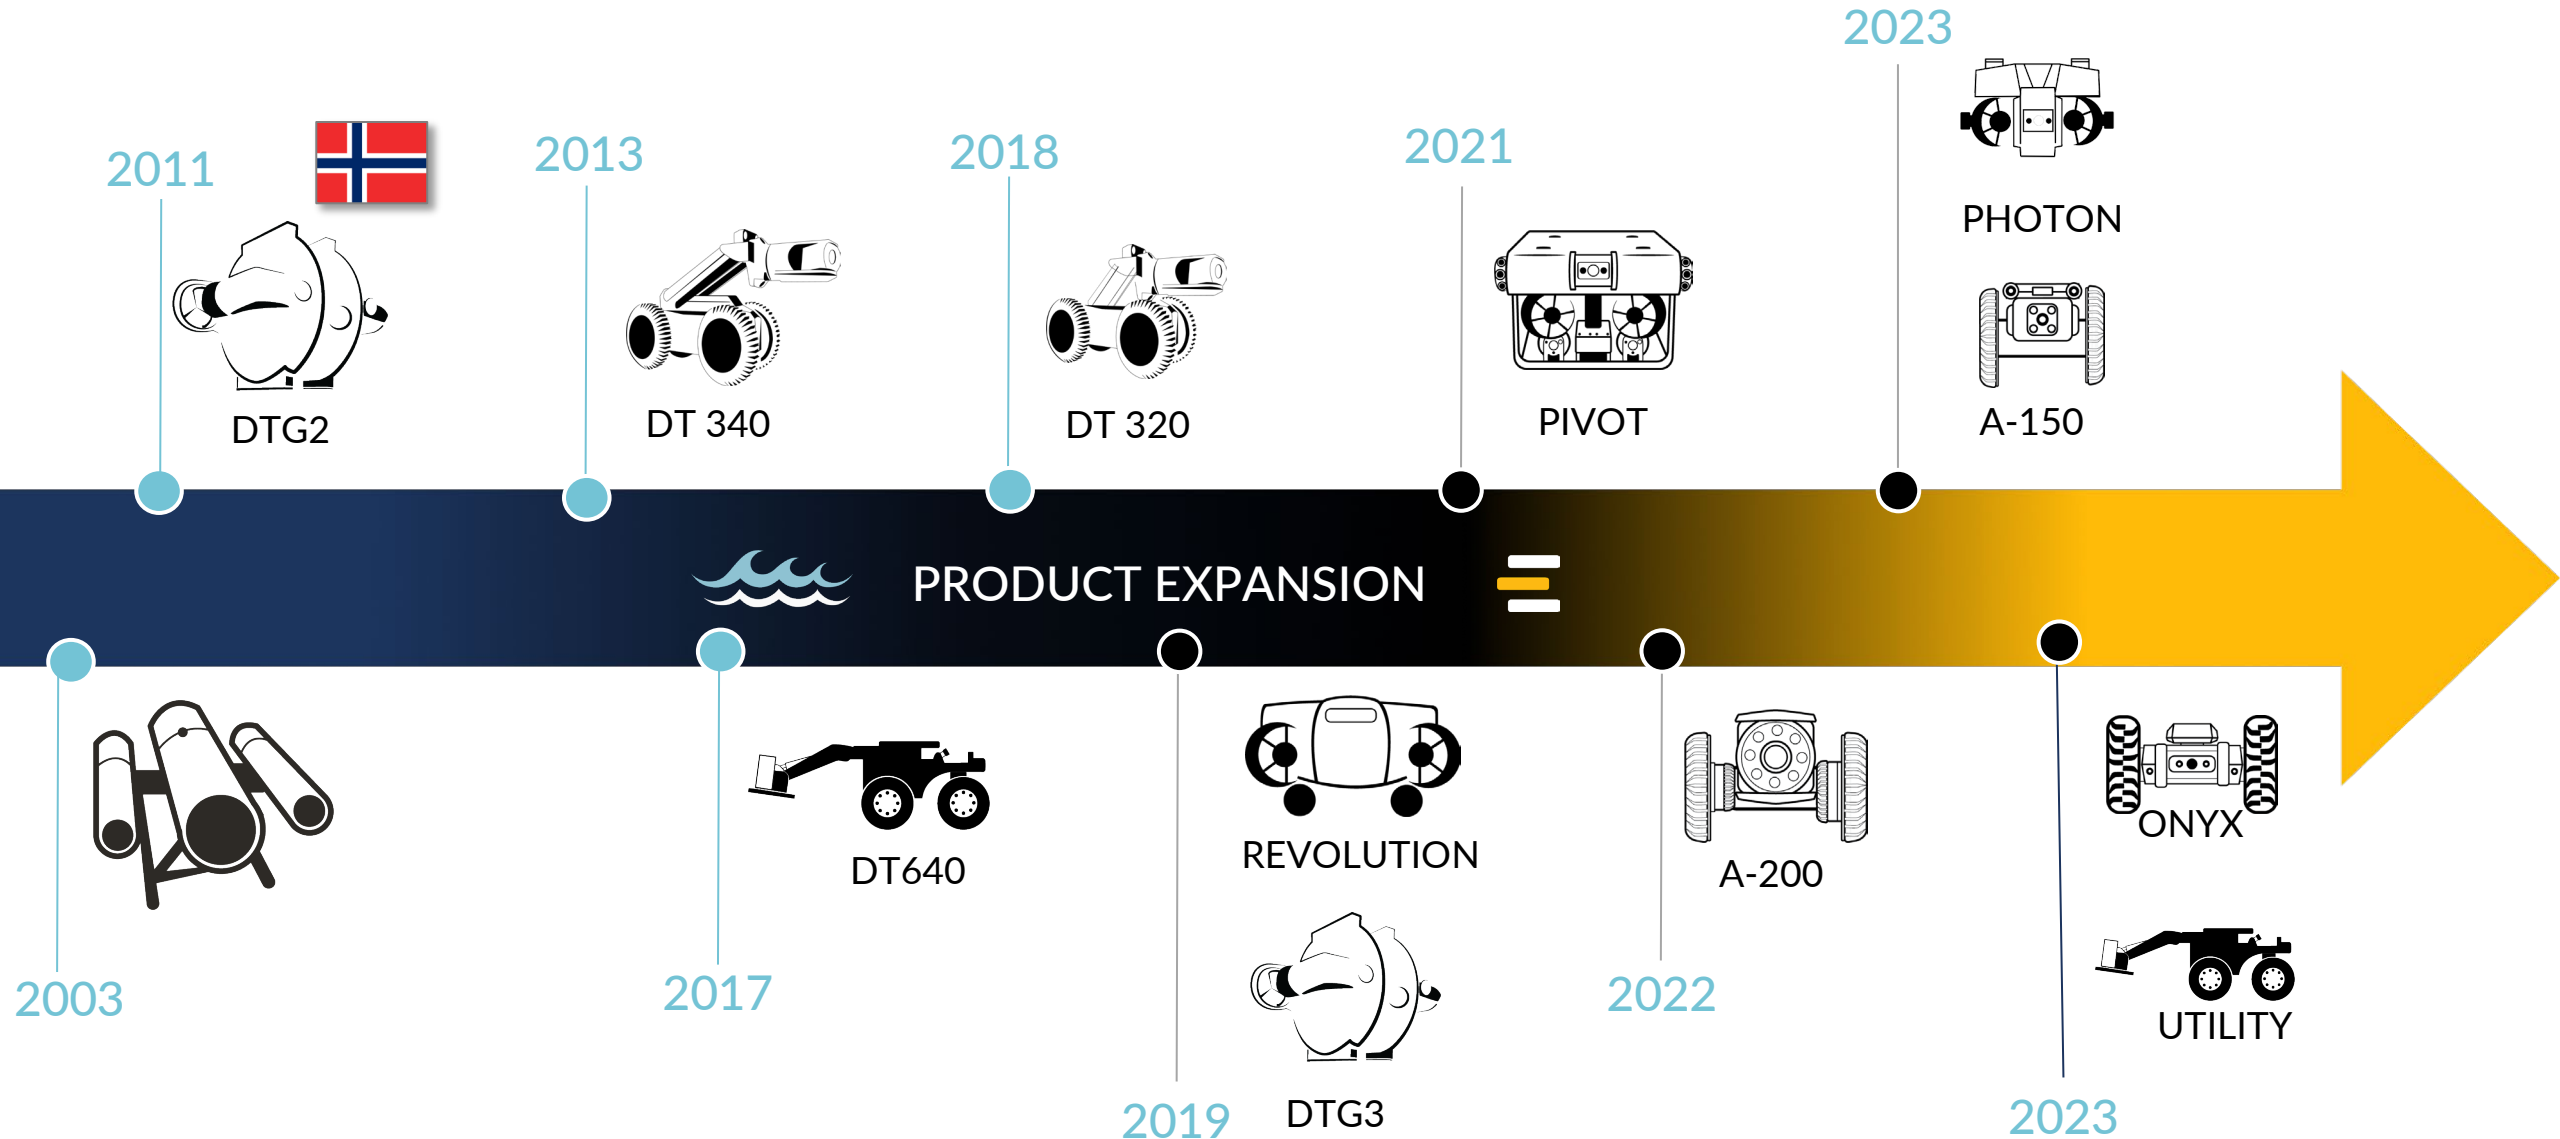 2023
PHOTON
A-150
2011
DTG2
2013
DT 340
2018
DT 320
2021
PIVOT
PRODUCT EXPANSION
2003
DT640
2017
REVOLUTION
DTG3
2019
A-200
2022
ONYX
UTILITY
2023